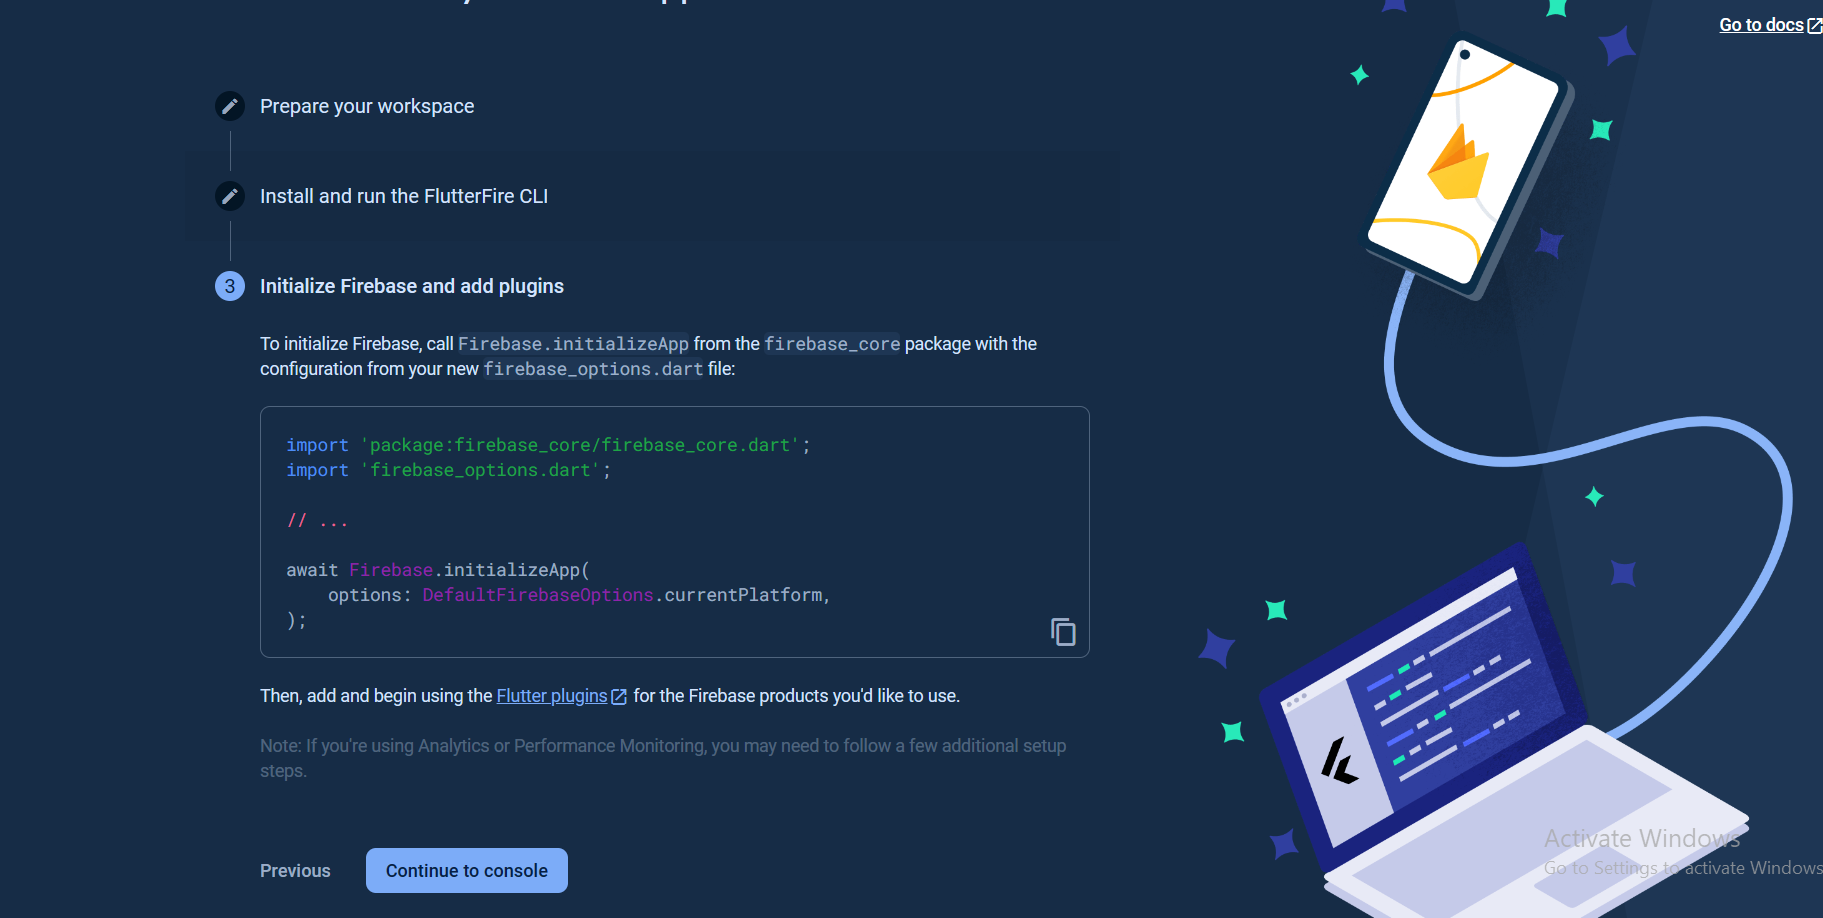 Go to docs
Prepare your workspace
Install and run the FlutterFire CLI
3 Initialize Firebase and add plugins
To initialize Firebase, call Firebase.initializeApp from the firebase_core package with the
configuration from your new firebase_options.dart file:
import 'package:firebase_core/firebase_core.dart';
import 'firebase_options.dart';
// ...
await Firebase.initializeApp(
    options: DefaultFirebaseOptions.currentPlatform,
);
Then, add and begin using the Flutter plugins for the Firebase products you'd like to use.
Note: If you're using Analytics or Performance Monitoring, you may need to follow a few additional setup
steps.
Previous Continue to console
Activate Windows
Go to Settings to activate Windows